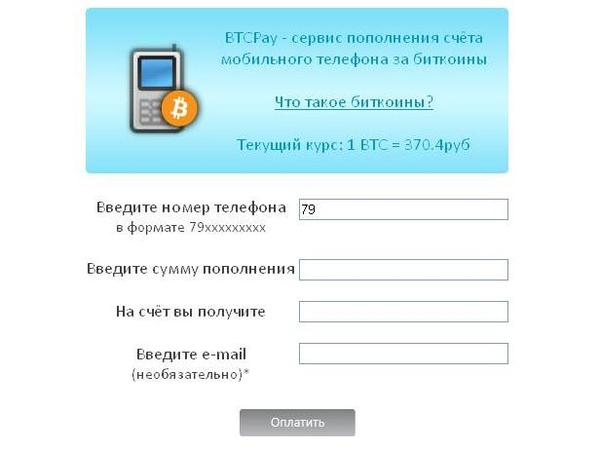 BTCPay - сервис пополнения счёта
мобильного телефона за биткоины
Что такое биткоины?
Текущий курс: 1 BTC = 370.4руб
Введите номер телефона
79
в формате 79xxxxxxxxx
Введите сумму пополнения
На счёт вы получите
Введите e-mail
(необязательно)*
Оплатить